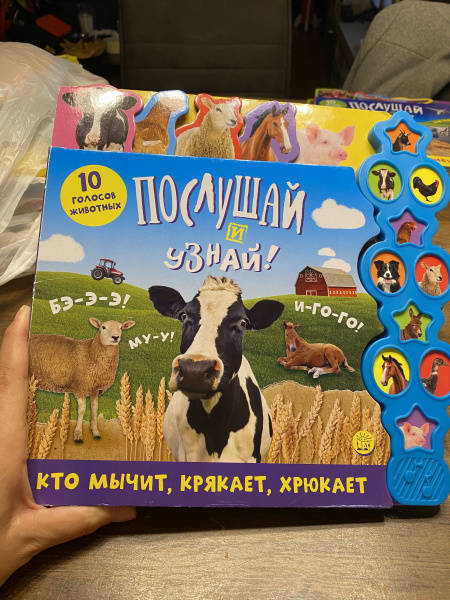 ПОСЛУШАЙ
10
ГОЛОСОВ
ЖИВОТНЫХ
ПОСЛУШАЙ
И
УЗНАЙ!
БЭ-Э-Э!
МУ-У!
И-ГО-ГО!
КТО МЫЧИТ, КРЯКАЕТ, ХРЮКАЕТ